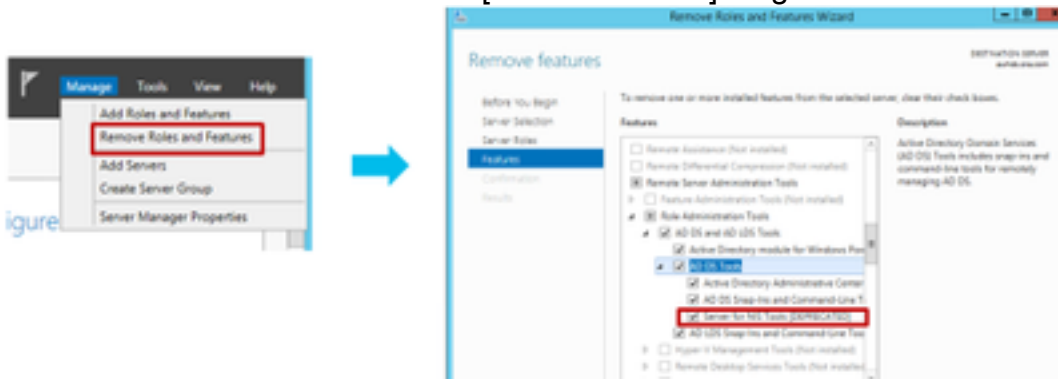 Manage Tools View Help
Add Roles and Features
Remove Roles and Features
Add Servers
Create Server Group
Server Manager Properties
igure
Remove Roles and Features Wizard
Remove features
DESTINATION SERVER
Before You Begin
Server Selection
Server Roles
Features
Confirmation
Results
To remove one or more installed features from the selected server, clear their check boxes.
Features
Remote Assistance (Not installed)
Remote Differential Compression (Not installed)
Remote Server Administration Tools
Feature Administration Tools (Not installed)
Role Administration Tools
AD DS and AD LDS Tools
Active Directory module for Windows Pow
AD DS Tools
Active Directory Administrative Center
AD DS Snap-Ins and Command-Line T
Server for NIS Tools [DEPRECATED]
AD LDS Snap-Ins and Command-Line Too
Hyper-V Management Tools (Not installed)
Remote Desktop Services Tools (Not installed)
Description
Active Directory Domain Services
(AD DS) Tools includes snap-ins and
command-line tools for remotely
managing AD DS.